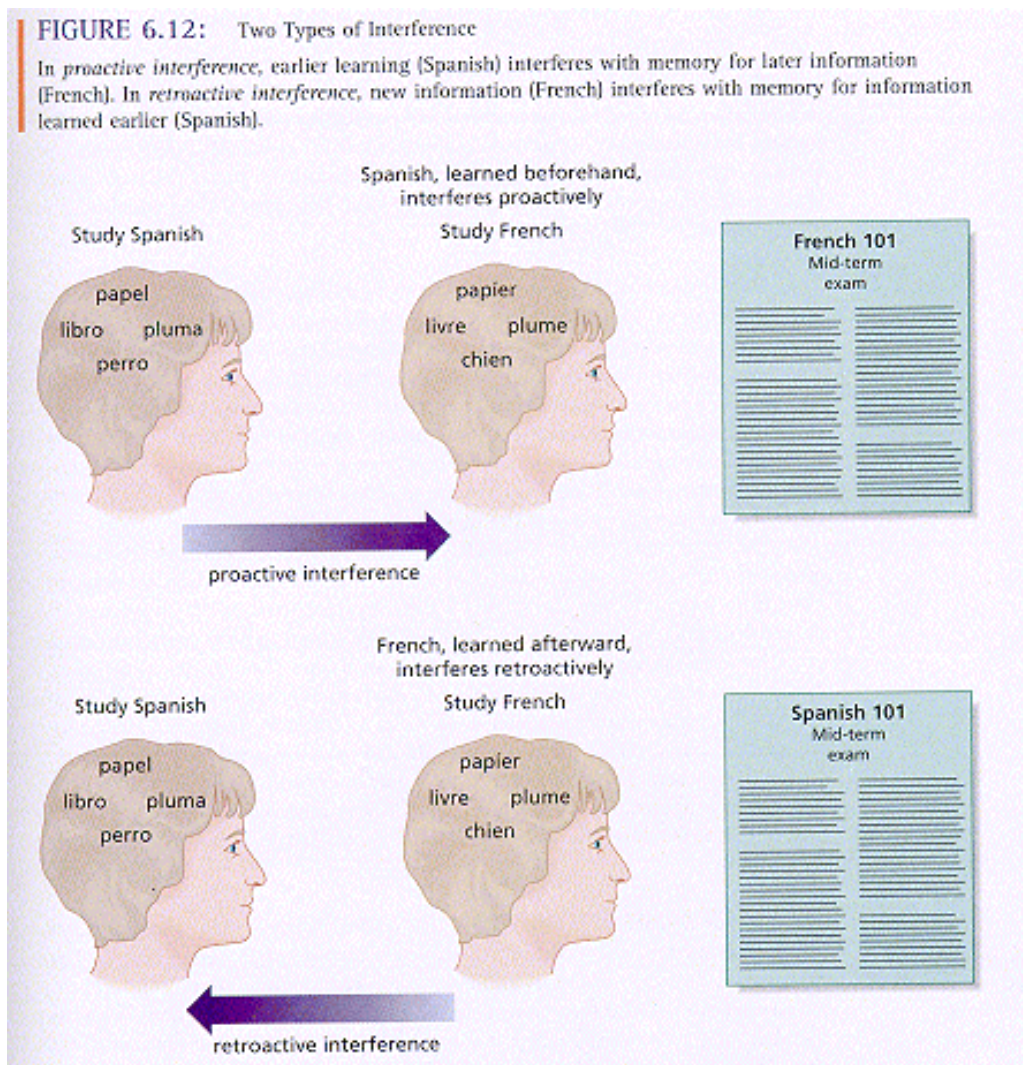 FIGURE 6.12: Two Types of Interference
In proactive interference, earlier learning (Spanish) interferes with memory for later information
(French). In retroactive interference, new information (French) interferes with memory for information
learned earlier (Spanish).
Spanish, learned beforehand,
interferes proactively
Study Spanish
Study French
papel
libro pluma
perro
papier
livre plume
chien
French 101
Mid-term
exam
proactive interference
French, learned afterward,
interferes retroactively
Study Spanish
Study French
papel
libro pluma
perro
papier
livre plume
chien
Spanish 101
Mid-term
exam
retroactive interference